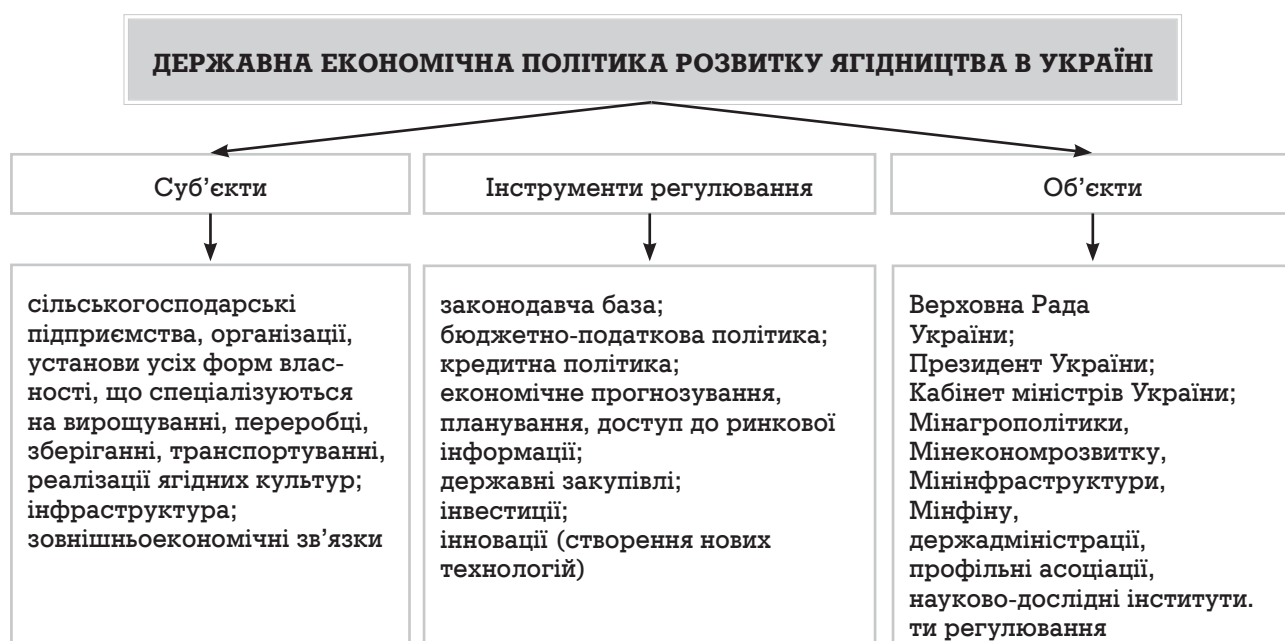 ДЕРЖАВНА ЕКОНОМІЧНА ПОЛІТИКА РОЗВИТКУ ЯГІДНИЦТВА В УКРАЇНІ
Суб’єкти
сільськогосподарські
підприємства, організації,
установи усіх форм влас-
ності, що спеціалізуються
на вирощуванні, переробці,
зберіганні, транспортуванні,
реалізації ягідних культур;
інфраструктура;
зовнішньоекономічні зв’язки
Інструменти регулювання
законодавча база;
бюджетно-податкова політика;
кредитна політика;
економічне прогнозування,
планування, доступ до ринкової
інформації;
державні закупівлі;
інвестиції;
інновації (створення нових
технологій)
Об’єкти
Верховна Рада
України;
Президент України;
Кабінет міністрів України;
Мінагрополітики,
Мінекономрозвитку,
Мінінфраструктури,
Мінфіну,
держадміністрації,
профільні асоціації,
науково-дослідні інститути.
ти регулювання